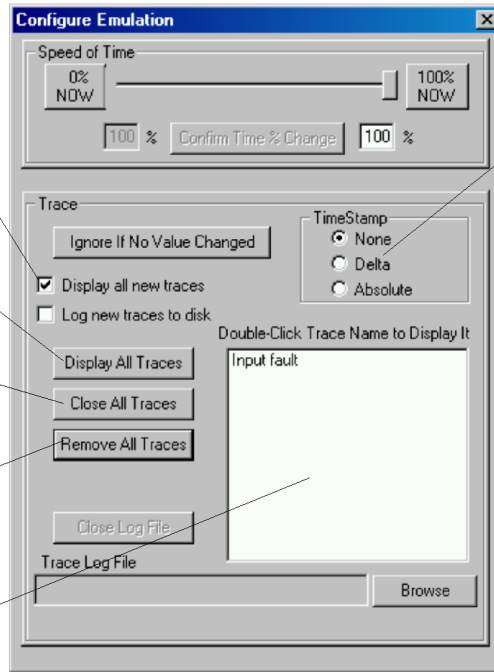 Configure Emulation
Speed of Time
0%
NOW
100%
NOW
100 %
Confirm Time % Change
100 %
Trace
Ignore If No Value Changed
TimeStamp
None
Delta
Absolute
Display all new traces
Log new traces to disk
Double-Click Trace Name to Display It
Display All Traces
Input fault
Close All Traces
Remove All Traces
Close Log File
Trace Log File
Browse